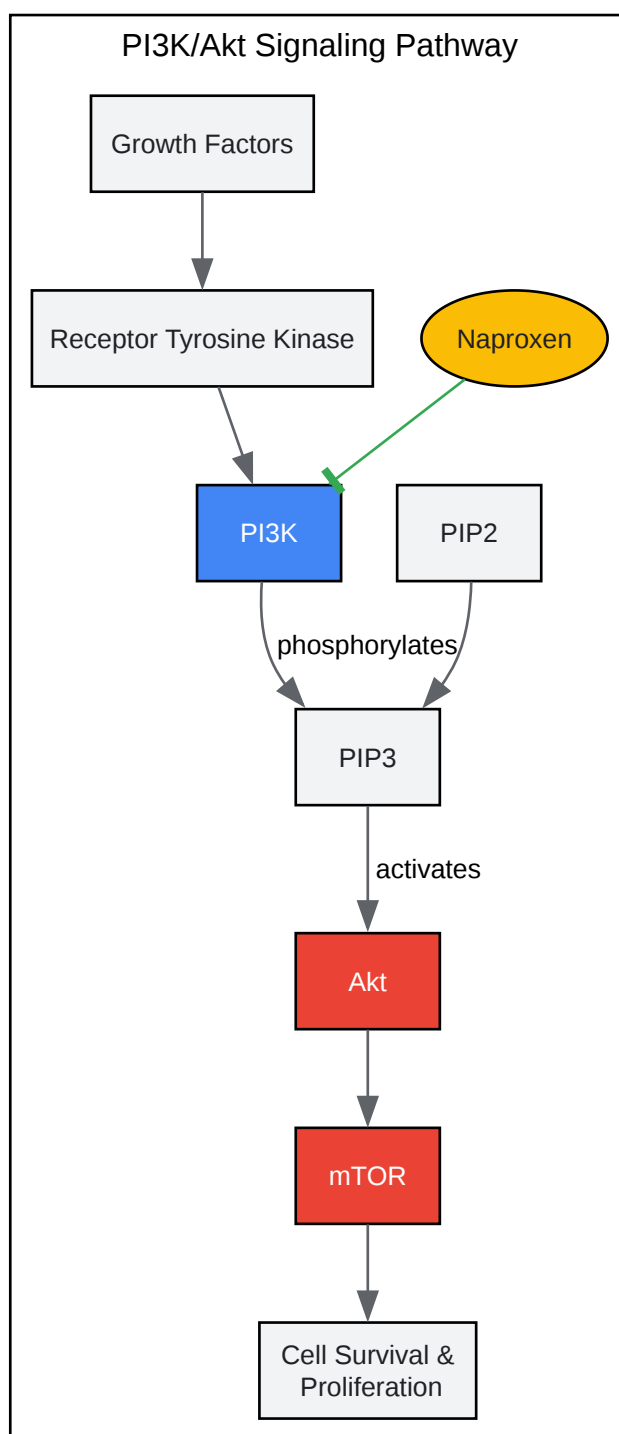 PI3K/Akt Signaling Pathway
Growth Factors
Receptor Tyrosine Kinase
Naproxen
PI3K
PIP2
phosphorylates
PIP3
activates
Akt
mTOR
Cell Survival &
Proliferation